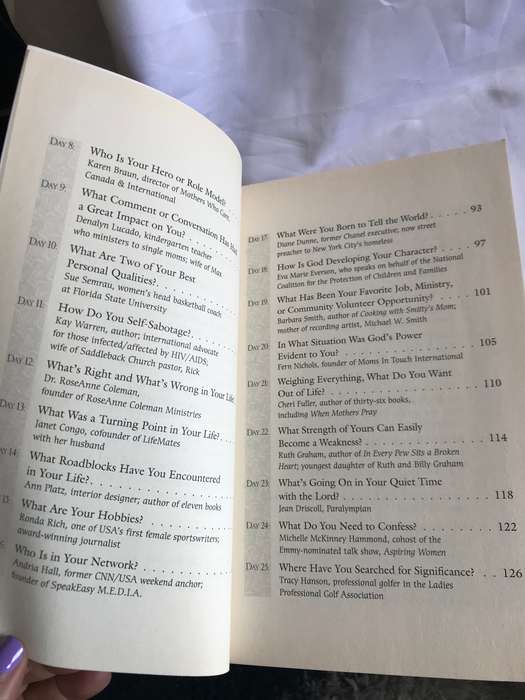 DAY 8:
Who Is Your Hero or Role Model?
Karen Braun, director of Mothers Who Care,
Canada & International
DAY 9:
What Comment or Conversation Has Had
a Great Impact on You? . . . . .
Denalyn Lucado, kindergarten teacher
who ministers to single moms; wife of Max
DAY 10:
What Are Two of Your Best
Personal Qualities? . . . . . . . .
Sue Semrau, women's head basketball coach
at Florida State University
DAY 11:
How Do You Self-Sabotage? . . . . .
Kay Warren, author; international advocate
for those infected/affected by HIV/AIDS;
wife of Saddleback Church pastor, Rick
DAY 12:
What's Right and What's Wrong in Your Life
Dr. RoseAnne Coleman,
founder of RoseAnne Coleman Ministries
DAY 13:
What Was a Turning Point in Your Life? . . .
Janet Congo, cofounder of LifeMates
with her husband
AY 14:
What Roadblocks Have You Encountered
in Your Life? . . . . . . . . . . . .
Ann Platz, interior designer; author of eleven books
15:
What Are Your Hobbies? . . . . . . . .
Ronda Rich, one of USA's first female sportswriters;
award-winning journalist
Who Is in Your Network? . . . . . . . .
Andria Hall, former CNN/USA weekend anchor;
founder of SpeakEasy M.E.D.I.A.
DAY 17:
What Were You Born to Tell the World? . . . . . 93
Diane Dunne, former Chanel executive; now street
preacher to New York City's homeless
DAY 18:
How Is God Developing Your Character? . . . . 97
Eva Marie Everson, who speaks on behalf of the National
Coalition for the Protection of Children and Families
DAY 19:
What Has Been Your Favorite Job, Ministry,
or Community Volunteer Opportunity? . . . . 101
Barbara Smith, author of Cooking with Smitty's Mom;
mother of recording artist, Michael W. Smith
DAY 20:
In What Situation Was God's Power
Evident to You? . . . . . . . . . . . . . . . . 105
Fern Nichols, founder of Moms In Touch International
DAY 21:
Weighing Everything, What Do You Want
Out of Life? . . . . . . . . . . . . . . . . . . 110
Cheri Fuller, author of thirty-six books,
including When Mothers Pray
DAY 22:
What Strength of Yours Can Easily
Become a Weakness? . . . . . . . . . . . . . 114
Ruth Graham, author of In Every Pew Sits a Broken
Heart; youngest daughter of Ruth and Billy Graham
DAY 23:
What's Going On in Your Quiet Time
with the Lord? . . . . . . . . . . . . . . . . 118
Jean Driscoll, Paralympian
DAY 24:
What Do You Need to Confess? . . . . . . . . 122
Michelle McKinney Hammond, cohost of the
Emmy-nominated talk show, Aspiring Women
DAY 25:
Where Have You Searched for Significance? . . 126
Tracy Hanson, professional golfer in the Ladies
Professional Golf Association